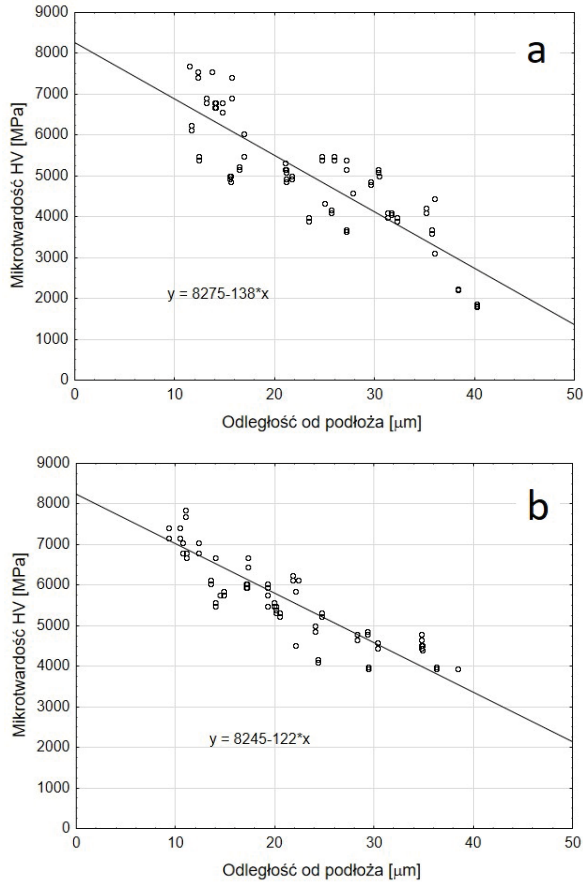 a
9000
8000
7000
6000
5000
4000
3000
2000
1000
0
Mikrotwardość HV [MPa]
y = 8275-138*x
0 10 20 30 40 50
Odległość od podłoża [μm]
b
9000
8000
7000
6000
5000
4000
3000
2000
1000
0
Mikrotwardość HV [MPa]
y = 8245-122*x
0 10 20 30 40 50
Odległość od podłoża [μm]